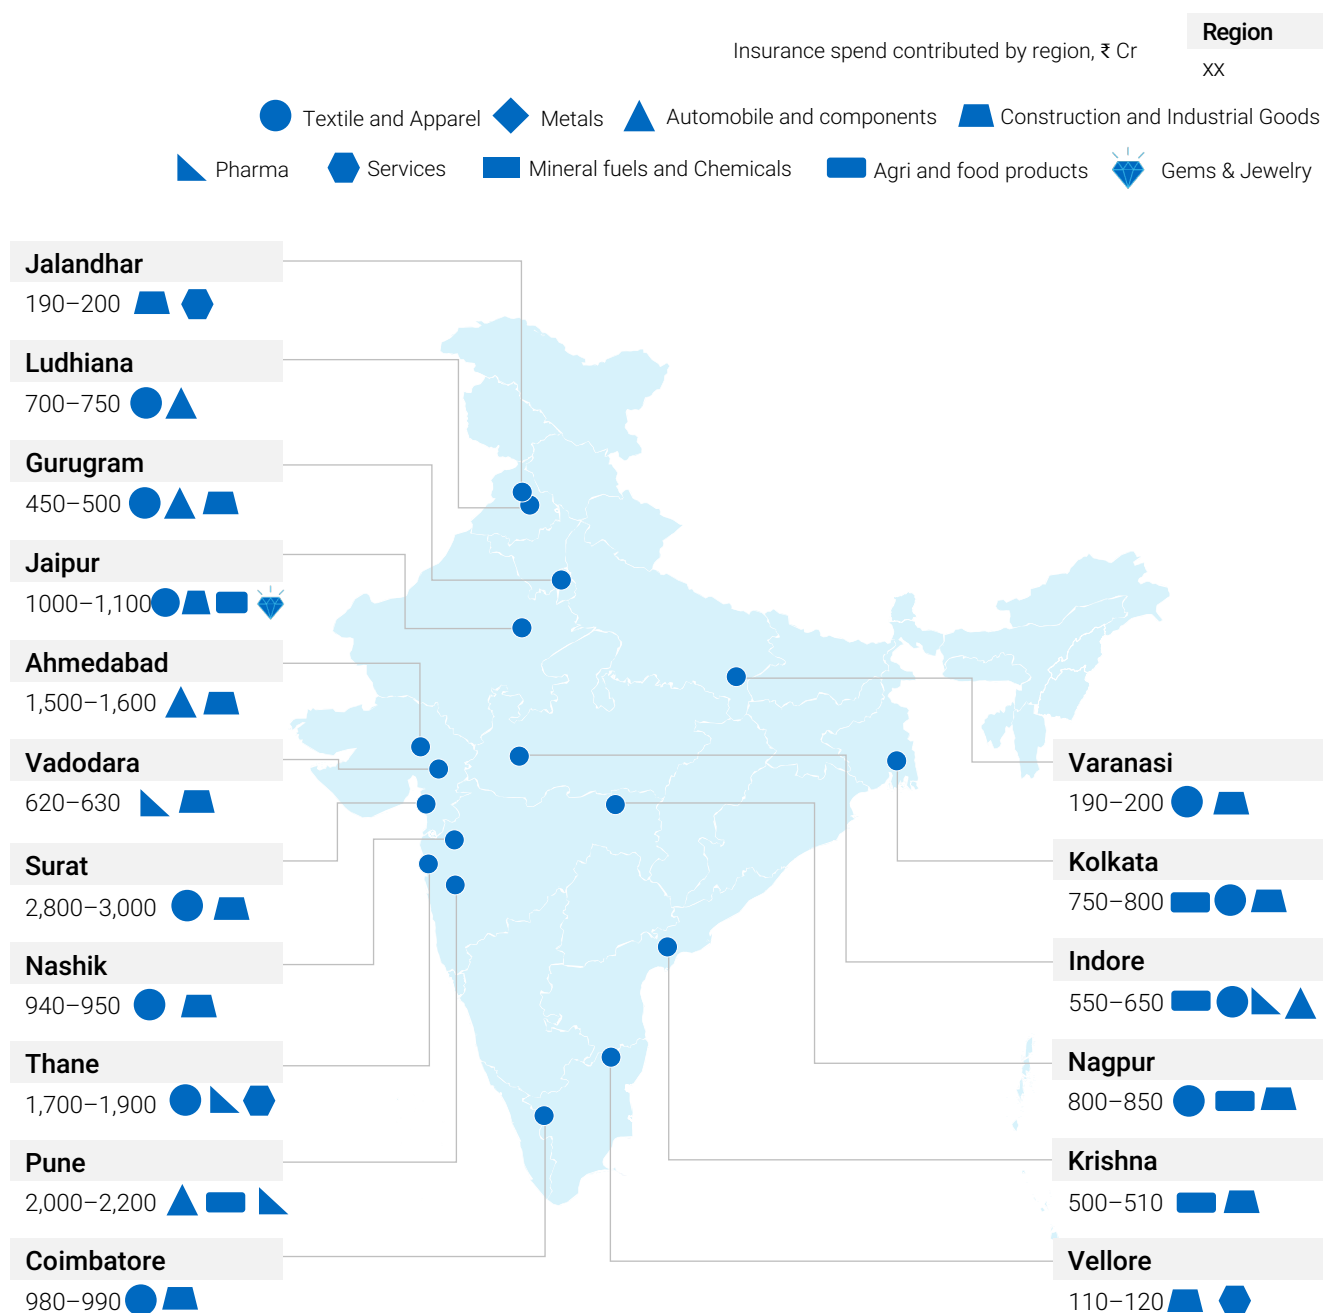 Region
Insurance spend contributed by region, ₹ Cr
XX
Textile and Apparel
Metals
Automobile and components
Construction and Industrial Goods
Pharma
Services
Mineral fuels and Chemicals
Agri and food products
Gems & Jewelry
Jalandhar
190–200
Ludhiana
700–750
Gurugram
450–500
Jaipur
1000–1,100
Ahmedabad
1,500–1,600
Vadodara
620–630
Surat
2,800–3,000
Nashik
940–950
Thane
1,700–1,900
Pune
2,000–2,200
Coimbatore
980–990
Varanasi
190–200
Kolkata
750–800
Indore
550–650
Nagpur
800–850
Krishna
500–510
Vellore
110–120